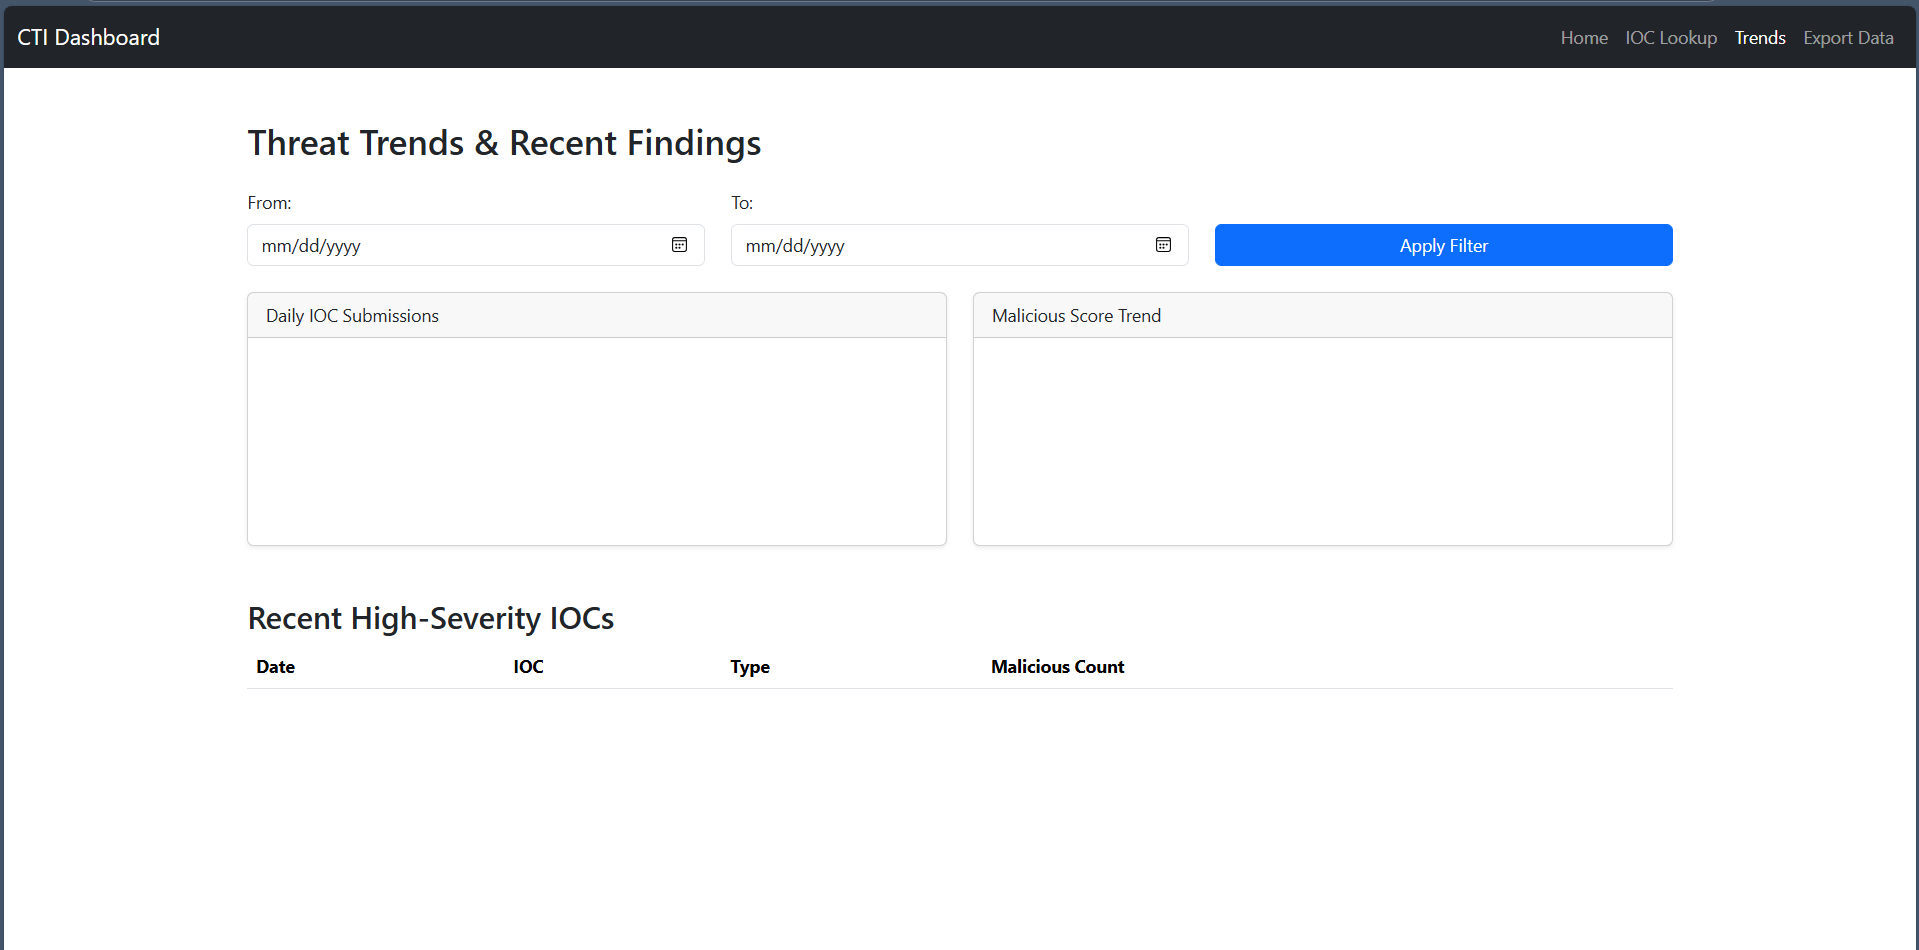 CTI Dashboard
Home IOC Lookup Trends Export Data
Threat Trends & Recent Findings
From: To:
mm/dd/yyyy mm/dd/yyyy Apply Filter
Daily IOC Submissions Malicious Score Trend
Recent High-Severity IOCs
Date IOC Type Malicious Count